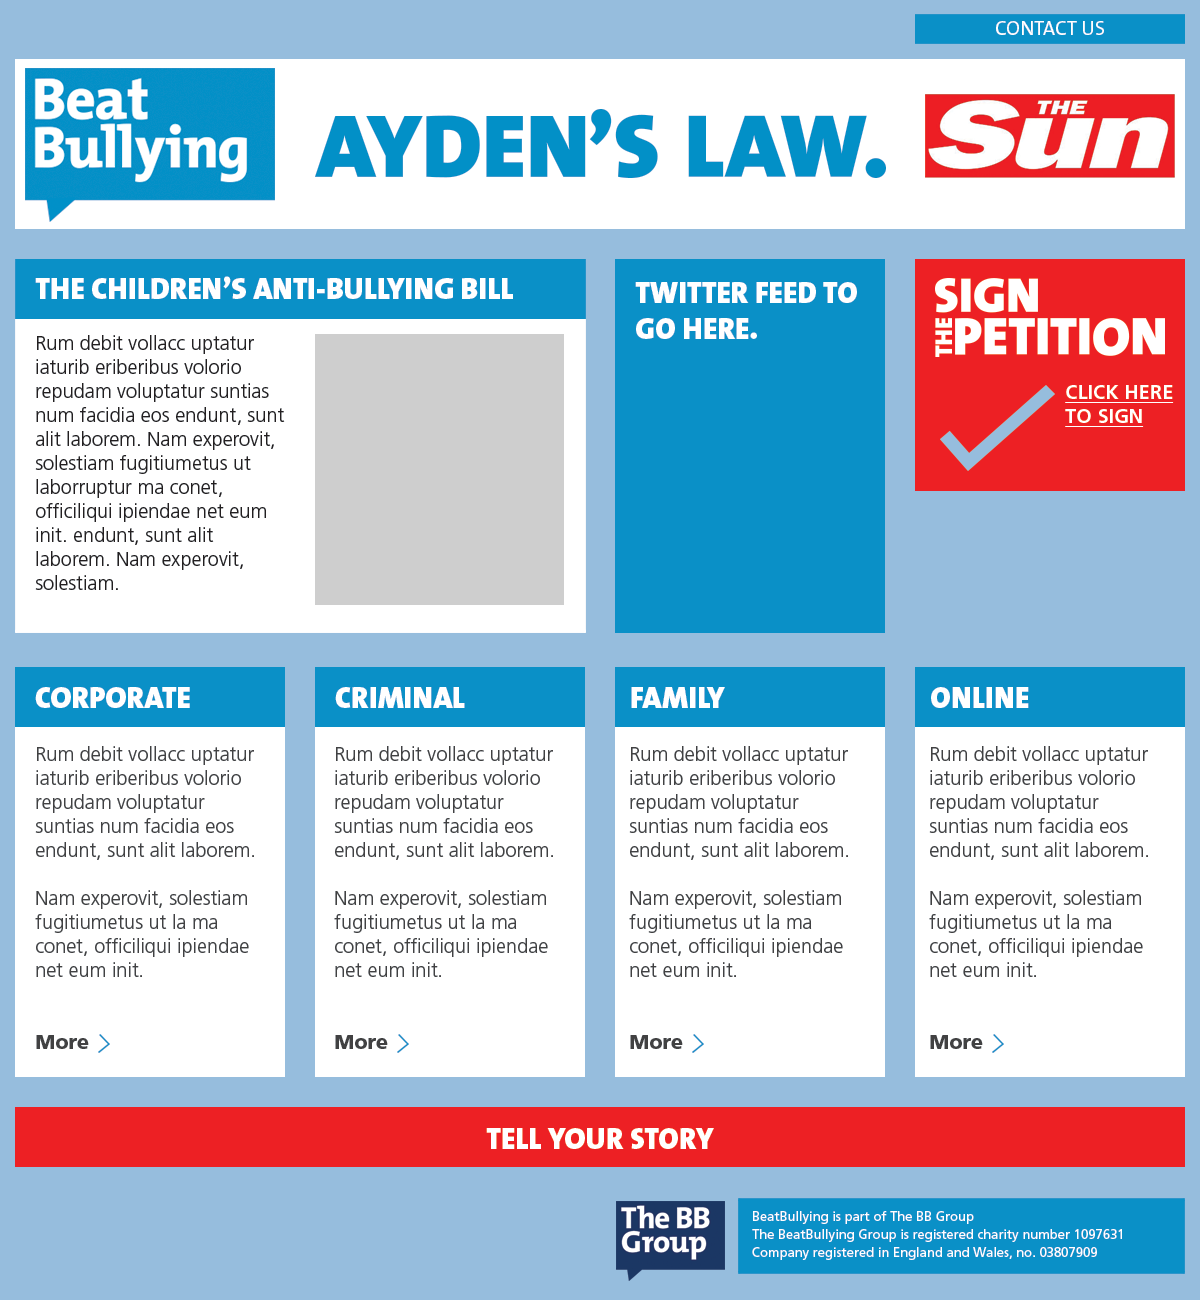 CONTACT US
Beat
Bullying
AYDEN'S LAW.
THE
Sun
THE CHILDREN'S ANTI-BULLYING BILL
Rum debit vollacc uptatur
iaturib eriberibus volorio
repudam voluptatur suntias
num facidia eos endunt, sunt
alit laborem. Nam experovit,
solestiam fugitiumetus ut
laborruptur ma conet,
officiliqui ipiendae net eum
init. endunt, sunt alit
laborem. Nam experovit,
solestiam.
TWITTER FEED TO
GO HERE.
SIGN
THE PETITION
CLICK HERE
TO SIGN
CORPORATE
Rum debit vollacc uptatur
iaturib eriberibus volorio
repudam voluptatur
suntias num facidia eos
endunt, sunt alit laborem.
Nam experovit, solestiam
fugitiumetus ut la ma
conet, officiliqui ipiendae
net eum init.
More
CRIMINAL
Rum debit vollacc uptatur
iaturib eriberibus volorio
repudam voluptatur
suntias num facidia eos
endunt, sunt alit laborem.
Nam experovit, solestiam
fugitiumetus ut la ma
conet, officiliqui ipiendae
net eum init.
More
FAMILY
Rum debit vollacc uptatur
iaturib eriberibus volorio
repudam voluptatur
suntias num facidia eos
endunt, sunt alit laborem.
Nam experovit, solestiam
fugitiumetus ut la ma
conet, officiliqui ipiendae
net eum init.
More
ONLINE
Rum debit vollacc uptatur
iaturib eriberibus volorio
repudam voluptatur
suntias num facidia eos
endunt, sunt alit laborem.
Nam experovit, solestiam
fugitiumetus ut la ma
conet, officiliqui ipiendae
net eum init.
More
TELL YOUR STORY
The BB
Group
BeatBullying is part of The BB Group
The BeatBullying Group is registered charity number 1097631
Company registered in England and Wales, no. 03807909